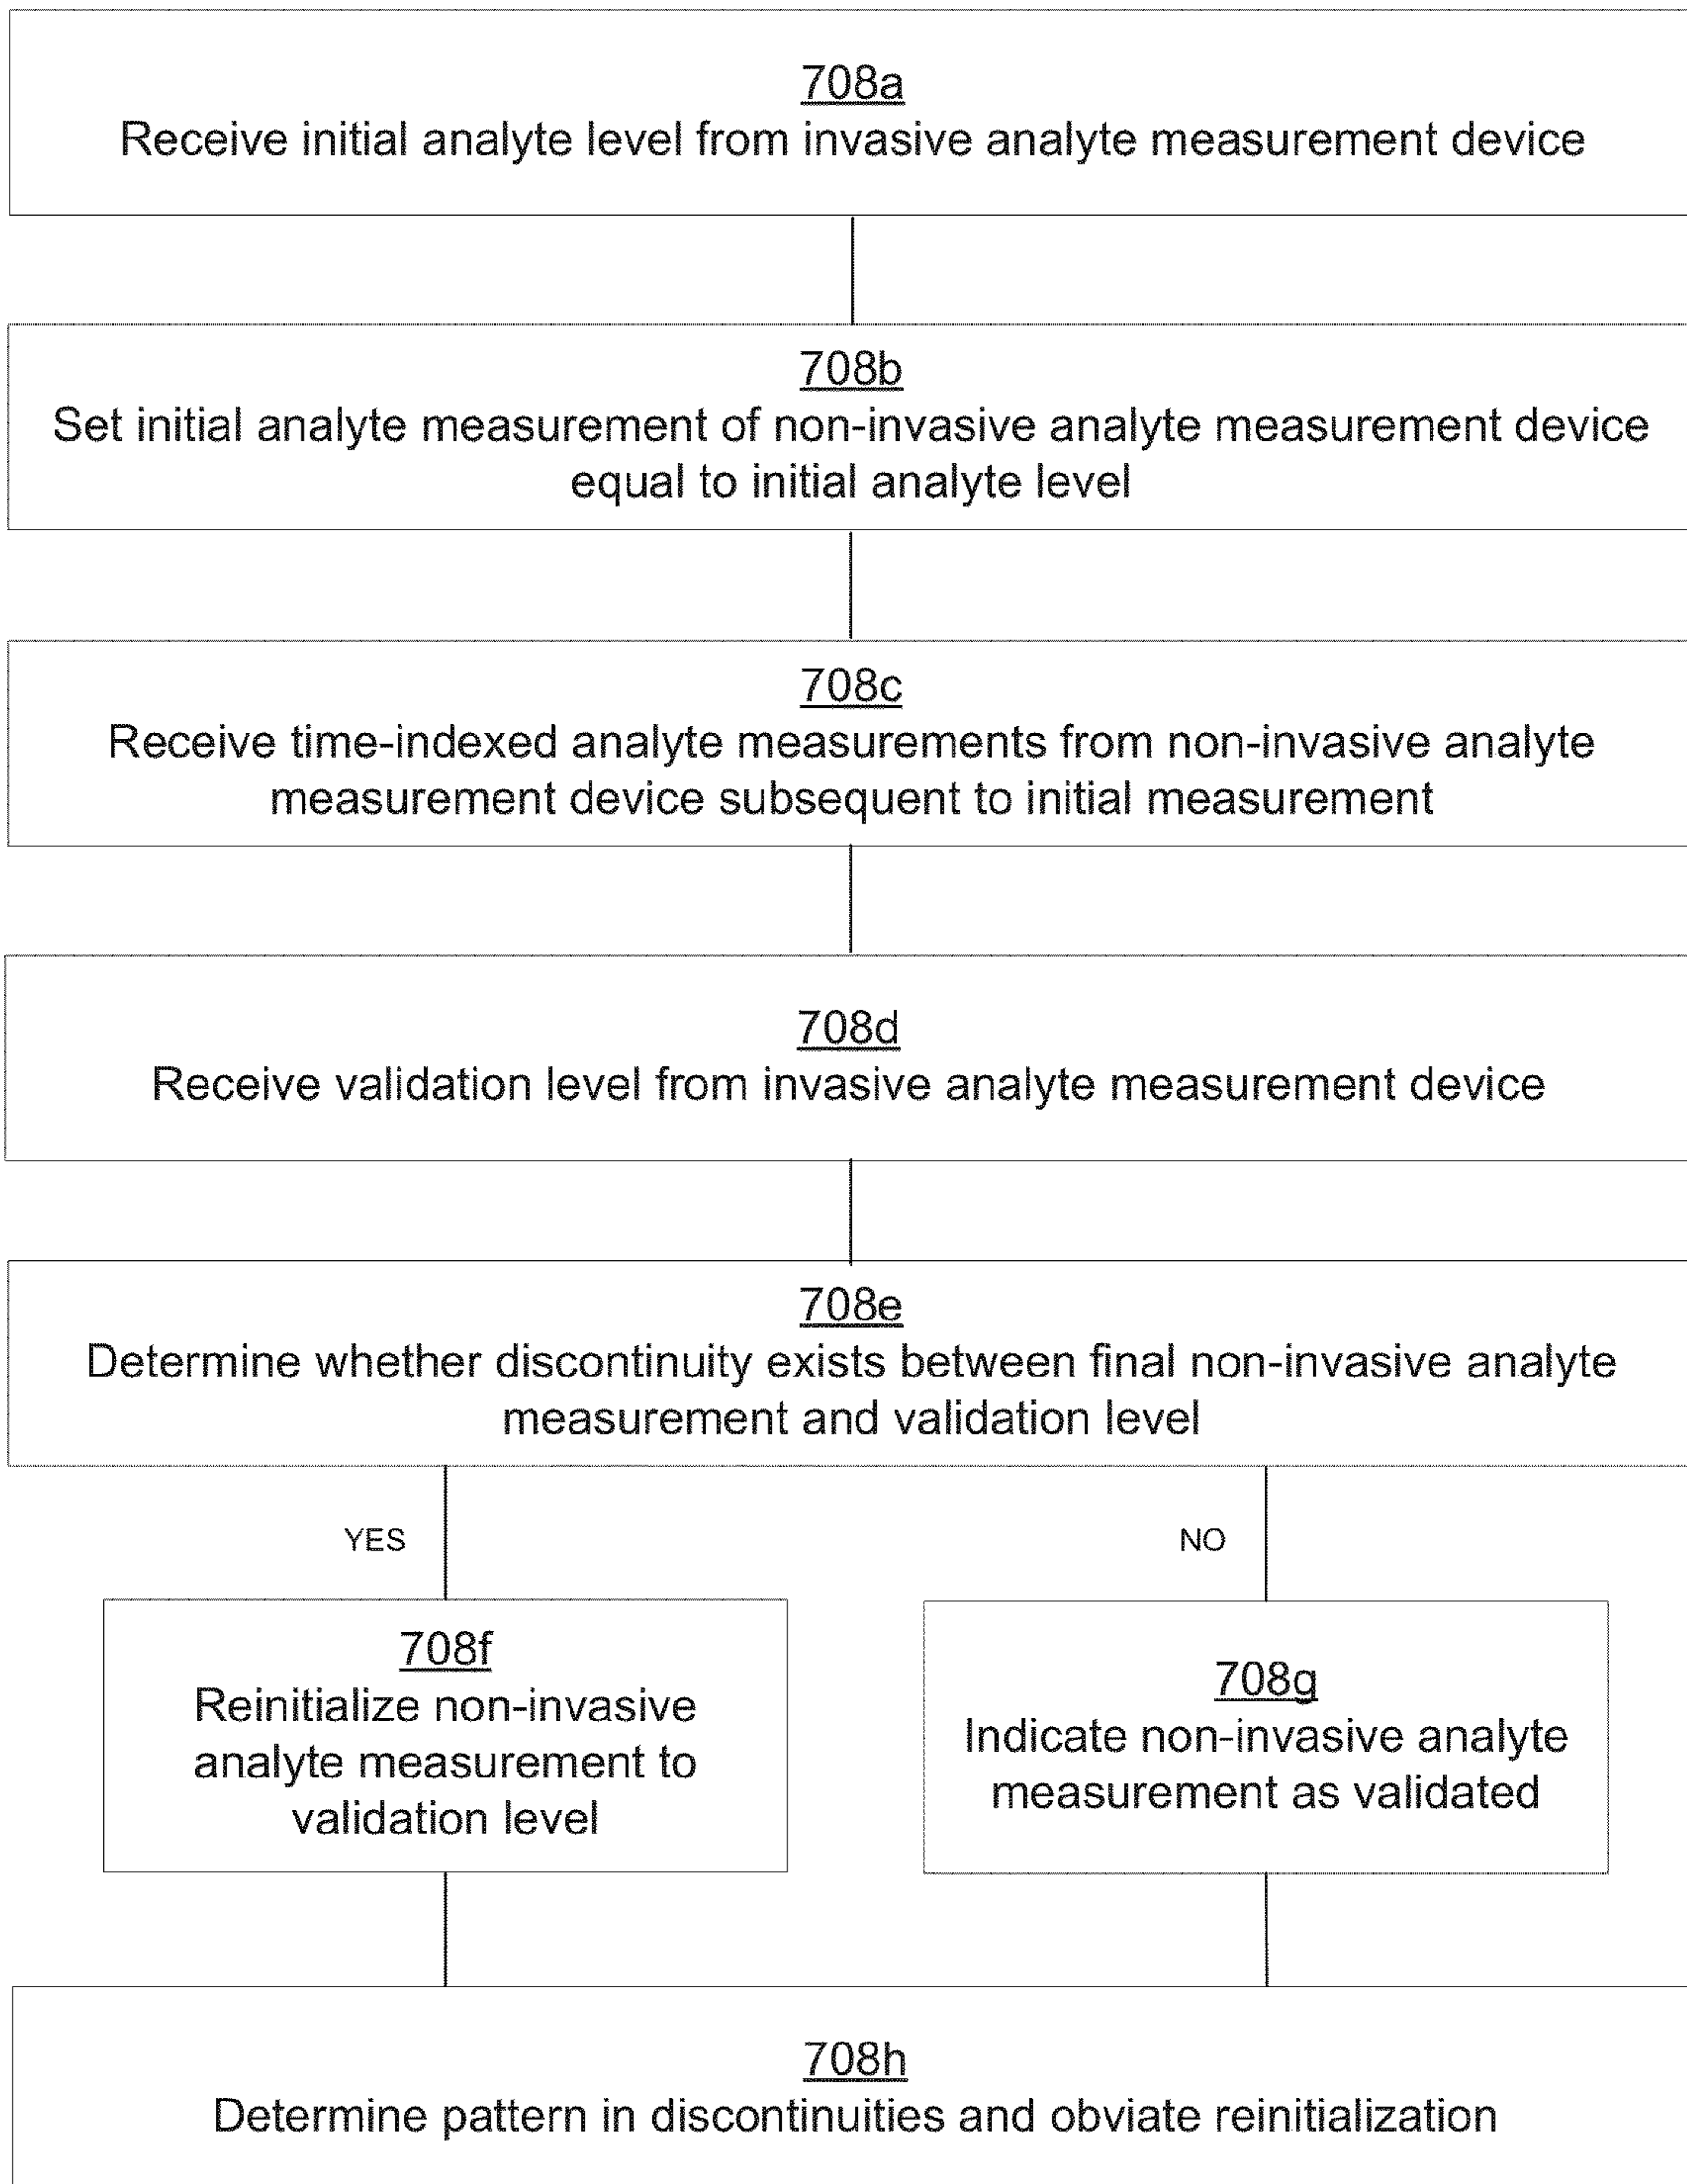 708a
Receive initial analyte level from invasive analyte measurement device
708b
Set initial analyte measurement of non-invasive analyte measurement device
equal to initial analyte level
708c
Receive time-indexed analyte measurements from non-invasive analyte
measurement device subsequent to initial measurement
708d
Receive validation level from invasive analyte measurement device
708e
Determine whether discontinuity exists between final non-invasive analyte
measurement and validation level
YES
NO
708f
Reinitialize non-invasive
analyte measurement to
validation level
708g
Indicate non-invasive analyte
measurement as validated
708h
Determine pattern in discontinuities and obviate reinitialization